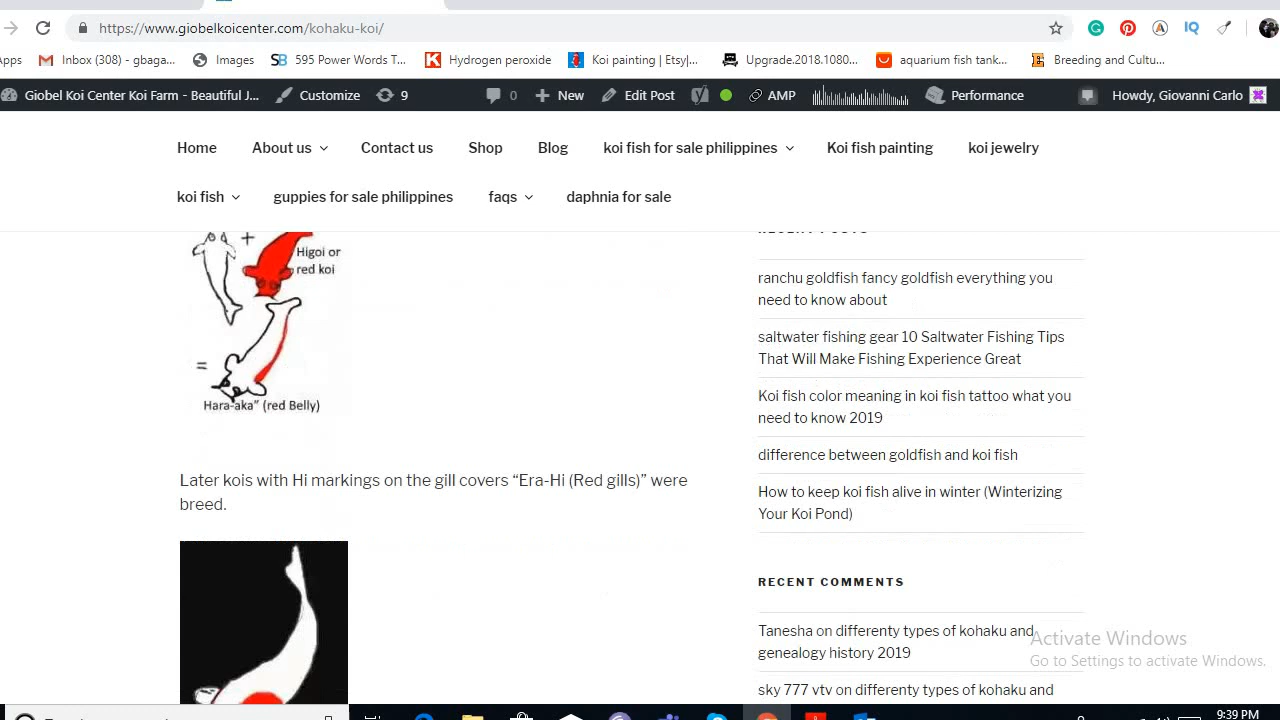 https://www.giobelkoicenter.com/kohaku-koi/
Inbox (308) - gbaga...
Images
595 Power Words T...
Hydrogen peroxide
Koi painting | Etsy|...
Upgrade.2018.1080...
aquarium fish tank...
Breeding and Cultu...
Giobel Koi Center Koi Farm - Beautiful J...
Customize
9
0
New
Edit Post
AMP
Performance
Howdy, Giovanni Carlo
Home
About us
Contact us
Shop
Blog
koi fish for sale philippines
Koi fish painting
koi jewelry
koi fish
guppies for sale philippines
faqs
daphnia for sale
+
Higoi or
red koi
=
Hara-aka" (red Belly)
Later kois with Hi markings on the gill covers “Era-Hi (Red gills)” were
breed.
RECENT POSTS
ranchu goldfish fancy goldfish everything you
need to know about
saltwater fishing gear 10 Saltwater Fishing Tips
That Will Make Fishing Experience Great
Koi fish color meaning in koi fish tattoo what you
need to know 2019
difference between goldfish and koi fish
How to keep koi fish alive in winter (Winterizing
Your Koi Pond)
RECENT COMMENTS
Tanesha on differenty types of kohaku and
genealogy history 2019
sky 777 vtv on differenty types of kohaku and
Activate Windows
Go to Settings to activate Windows.
9:39 PM